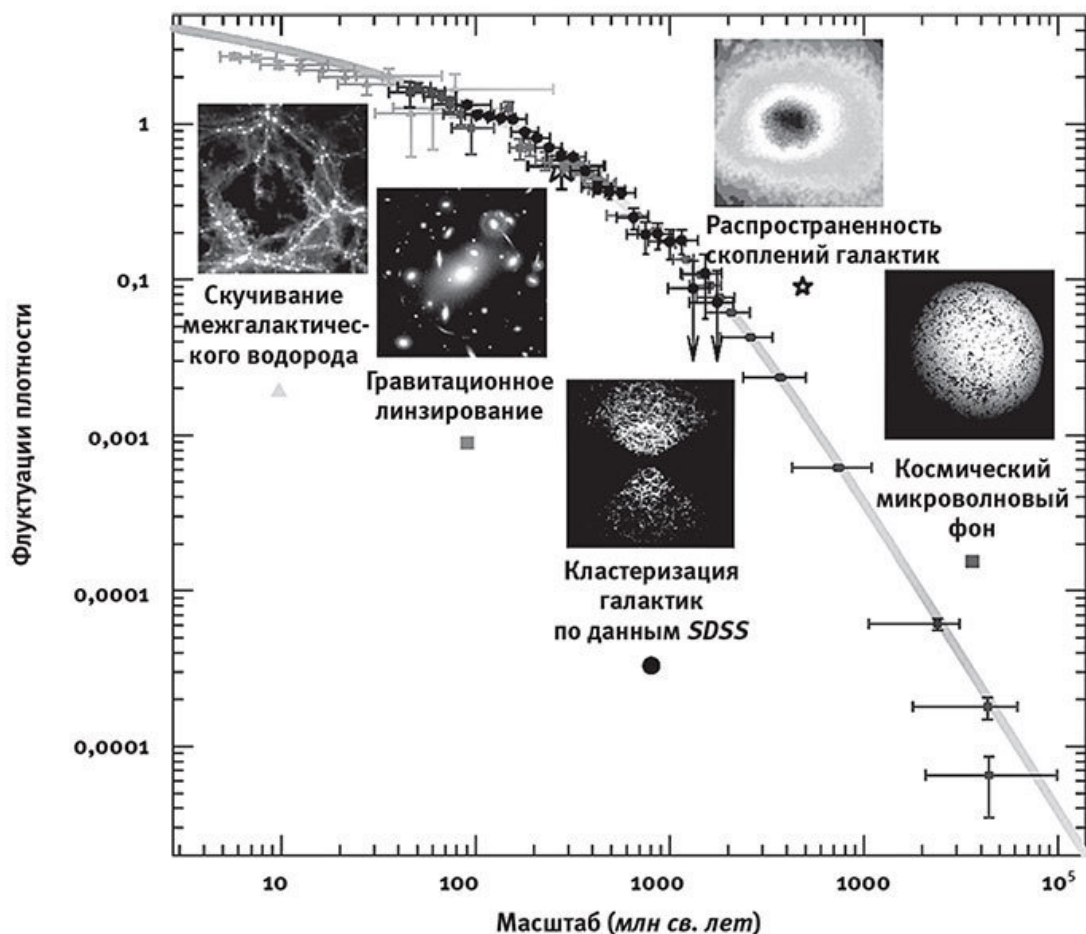 Флуктуации плотности
1
0,1
0,001
0,0001
0,0001
Скучивание
межгалактичес-
кого водорода
Гравитационное
линзирование
Распространенность
скоплений галактик
Кластеризация
галактик
по данным SDSS
Космический
микроволновый
фон
10
100
1000
1000
10⁵
Масштаб (млн св. лет)